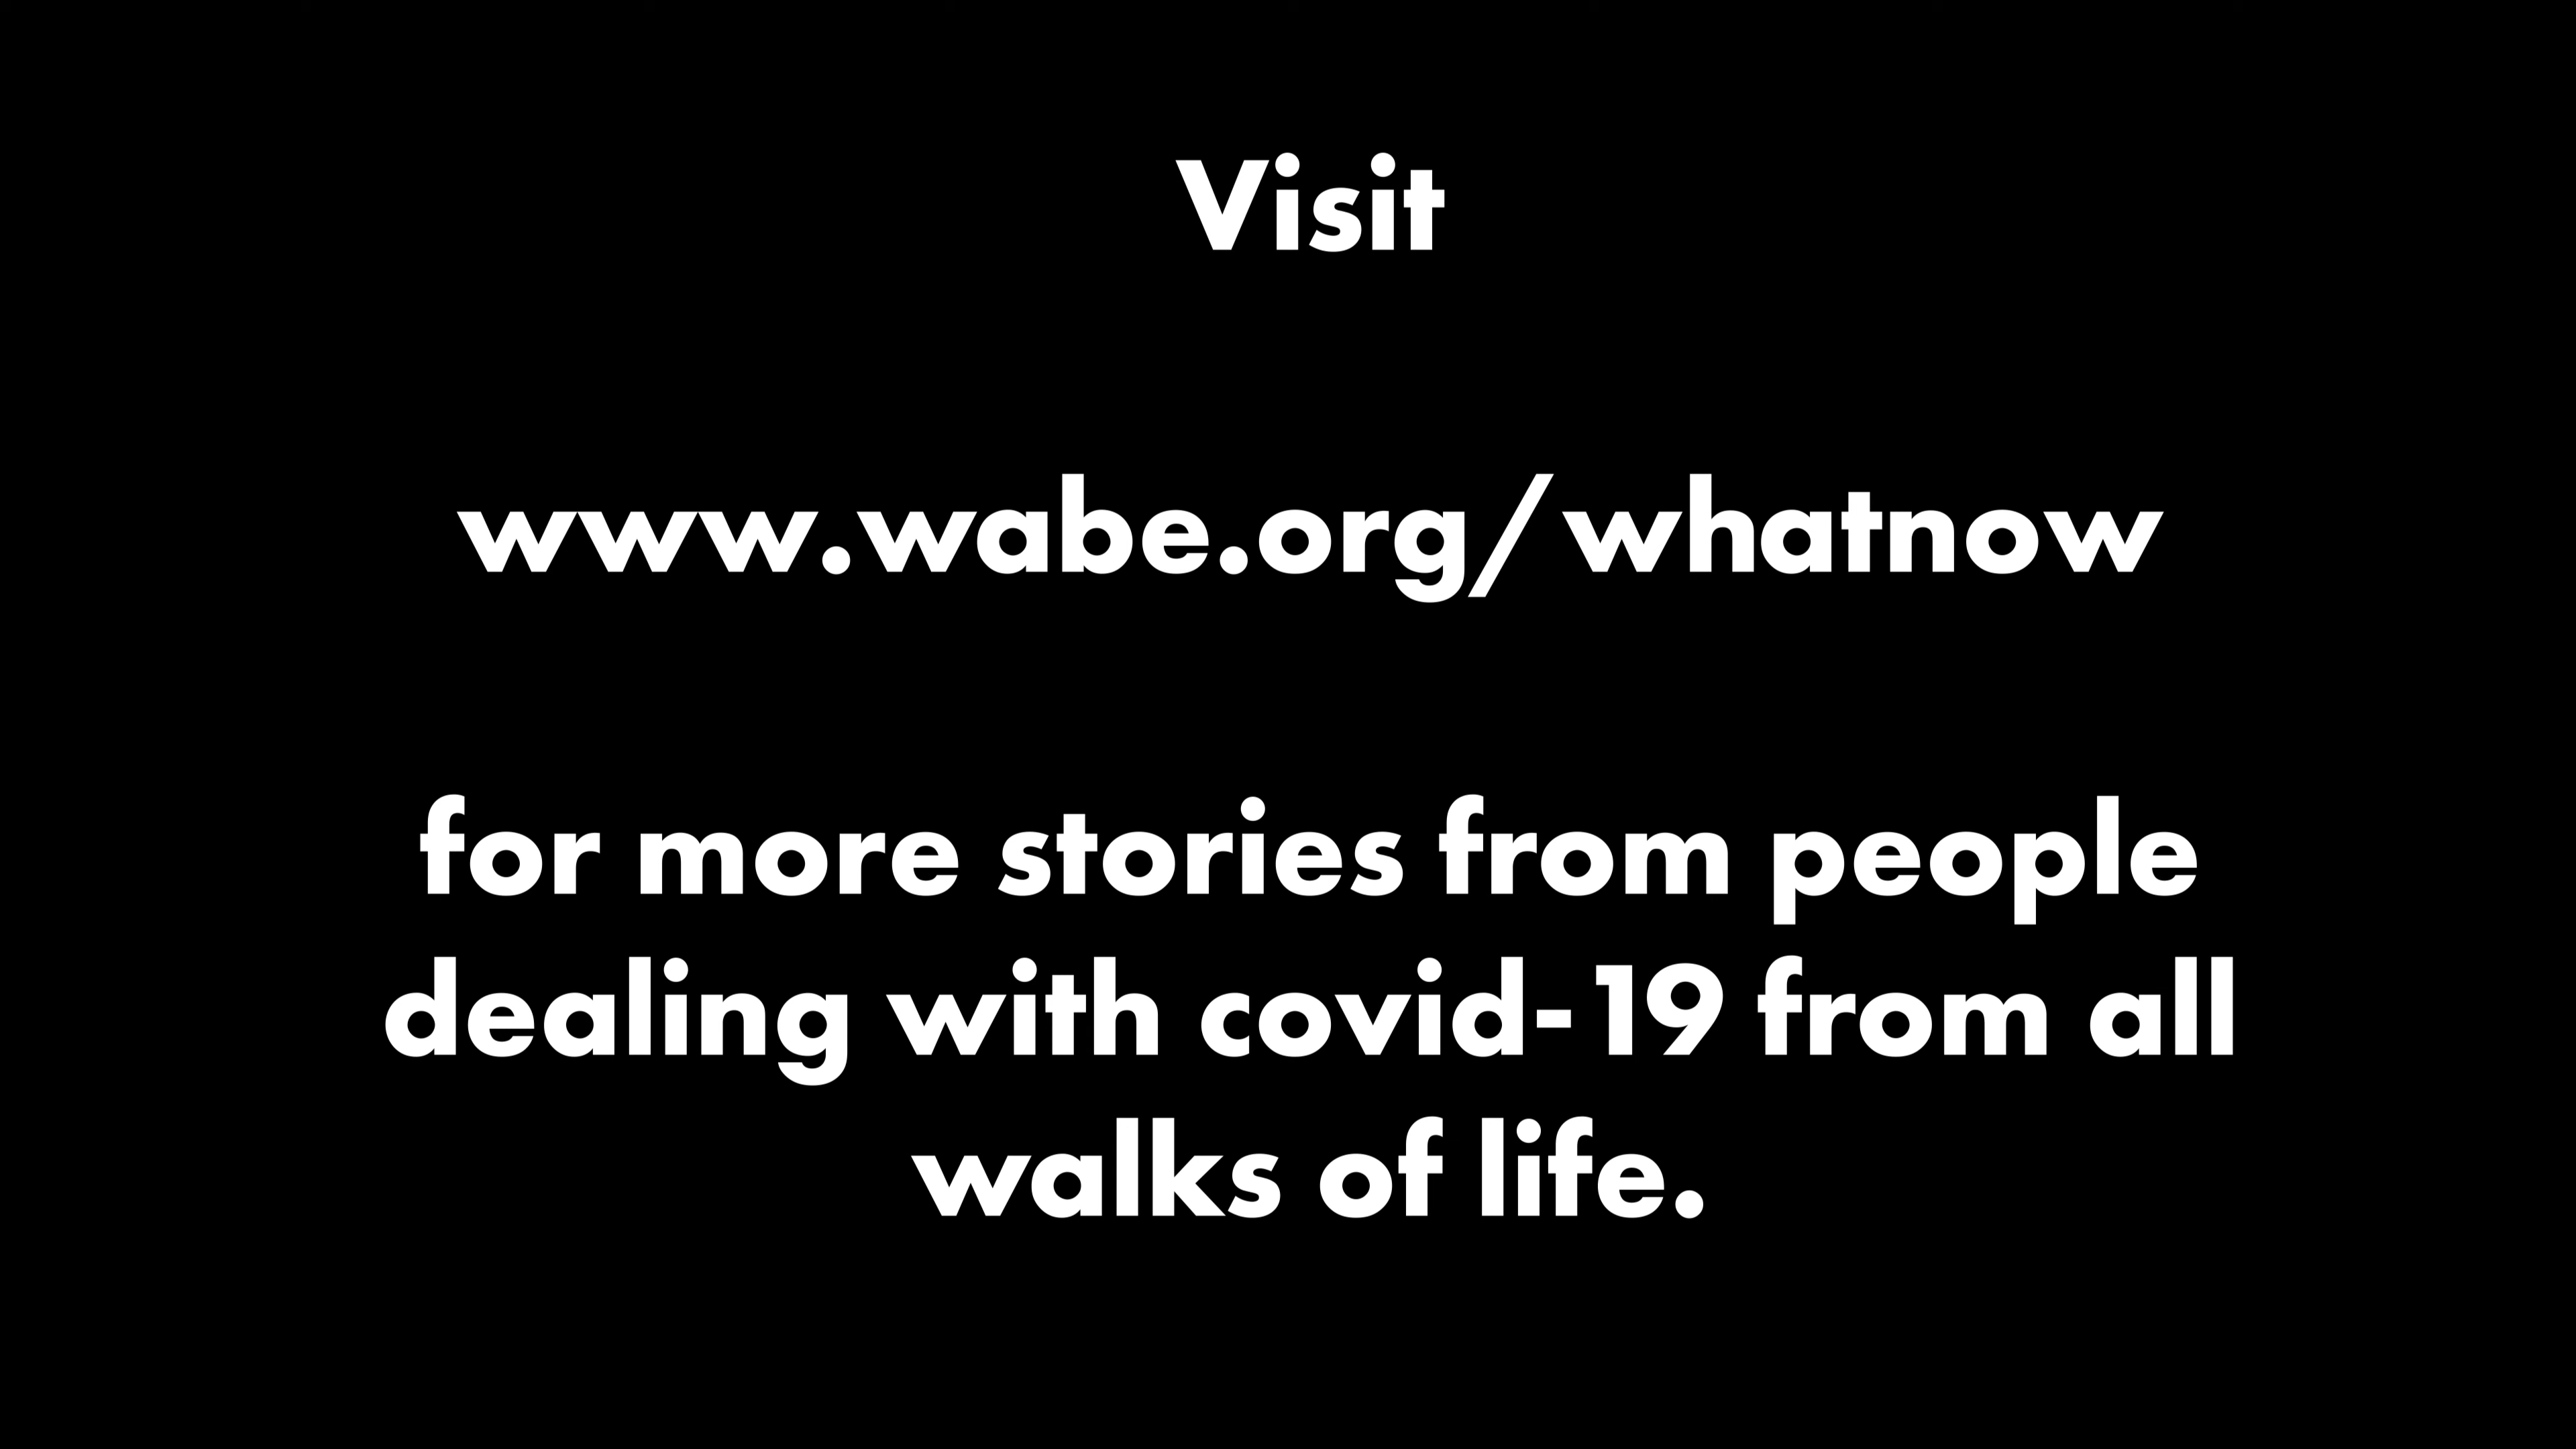 Visit
www.wabe.org/whatnow
for more stories from people
dealing with covid-19 from all
walks of life.